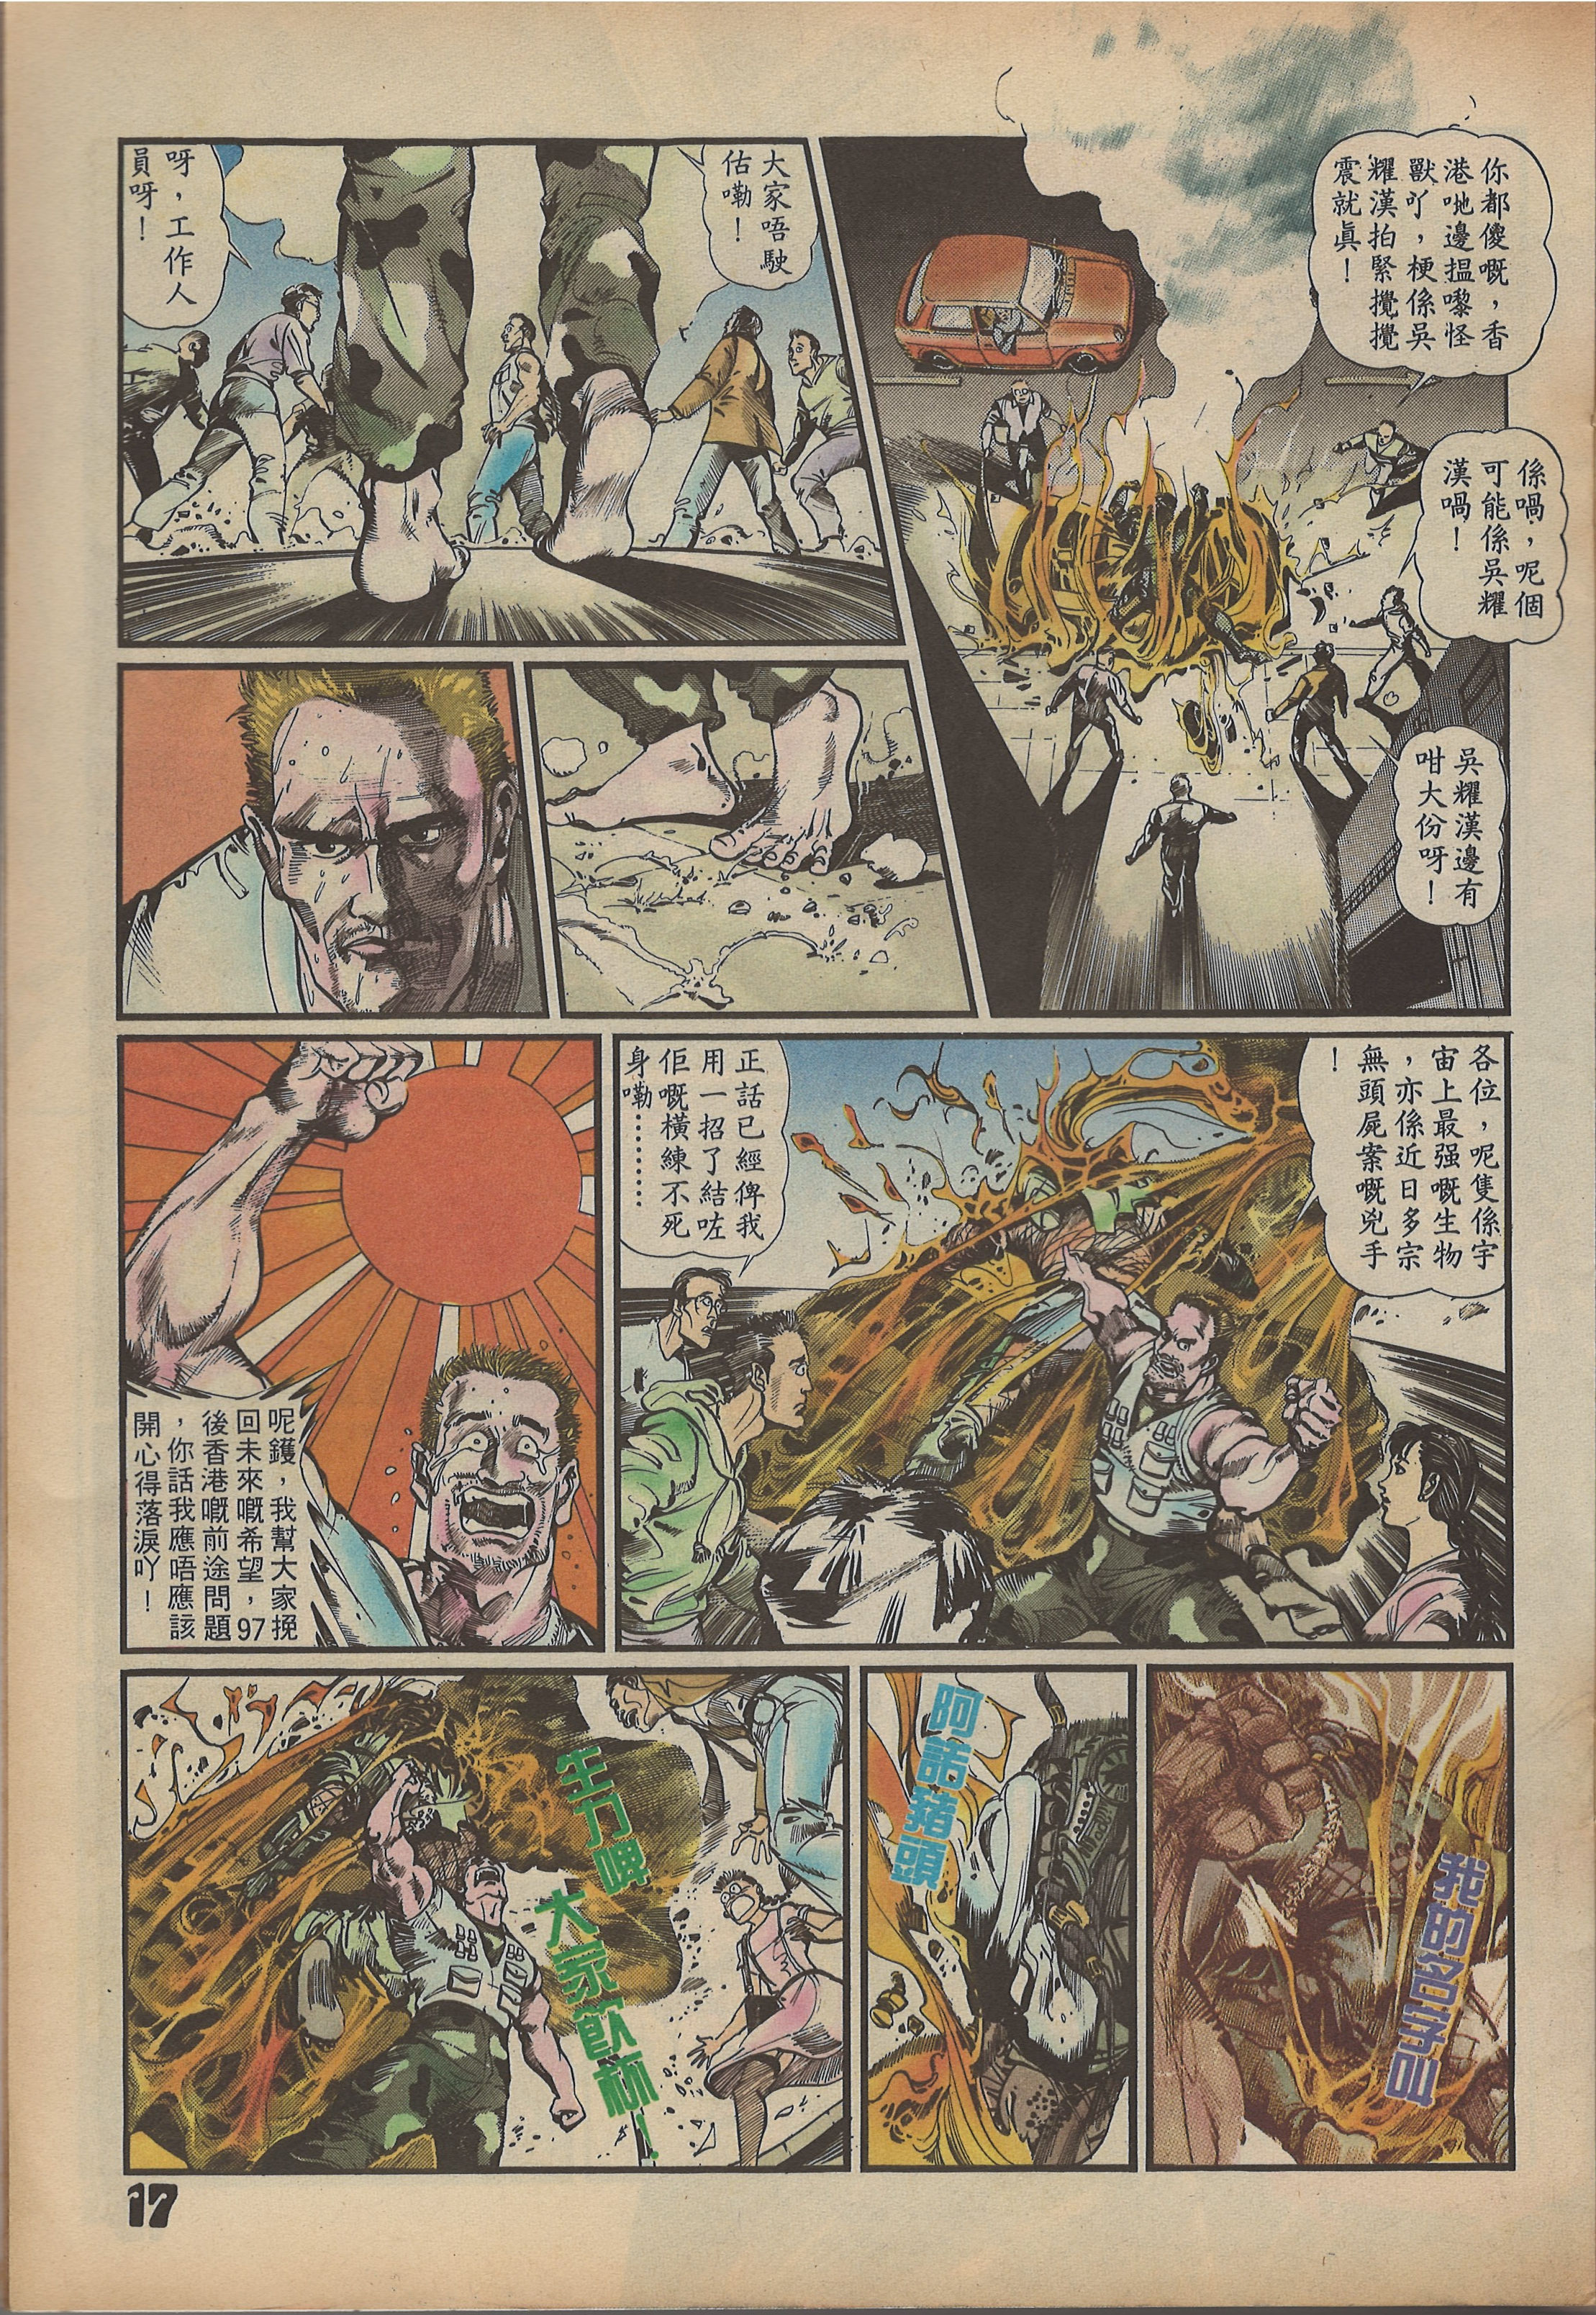 你都傻嘅，香
港咃邊搵嚟怪
獸吖，梗係吳
耀漢拍緊攪攪
震就眞！
係喎，呢個
可能係吳耀
漢喎！
吳耀漢邊有
咁大份呀！
大家唔駛
估嘞！
呀，工作人
員呀！
各位，呢隻係宇
宙上最强嘅生物
，亦係近日多宗
無頭屍案嘅兇手
！
正話已經俾我
用一招了結咗
佢嘅橫練不死
身嘞………
呢鑊，我幫大家挽
回未來嘅希望，97
後香港嘅前途問題
，你話我應唔應該
開心得落淚吖！
我的名字叫
阿諾豬頭
生力啤
大家飲杯！
17